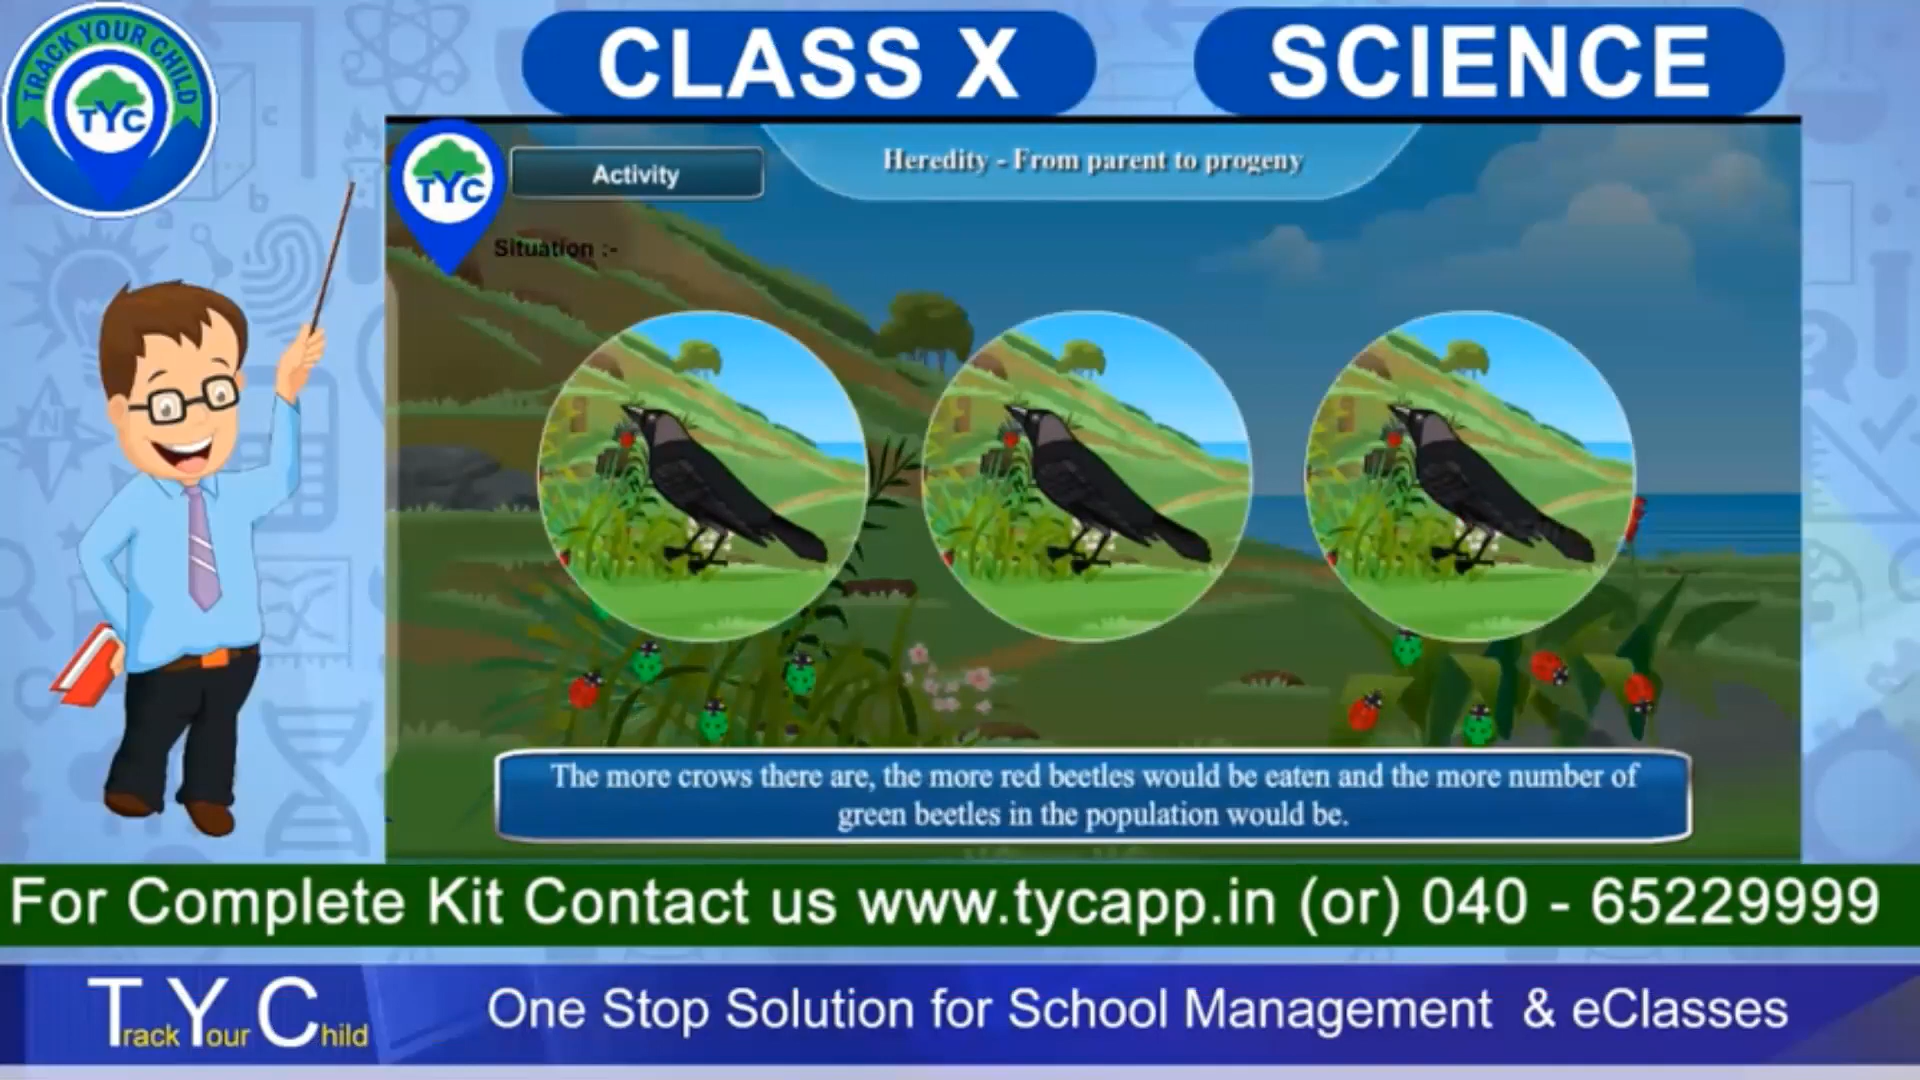 TRACK YOUR CHILD
TYC
CLASS X
SCIENCE
TYC
Activity
Heredity - From parent to progeny
Situation :-
The more crows there are, the more red beetles would be eaten and the more number of
green beetles in the population would be.
For Complete Kit Contact us www.tycapp.in (or) 040 - 65229999
Track Your Child
One Stop Solution for School Management & eClasses